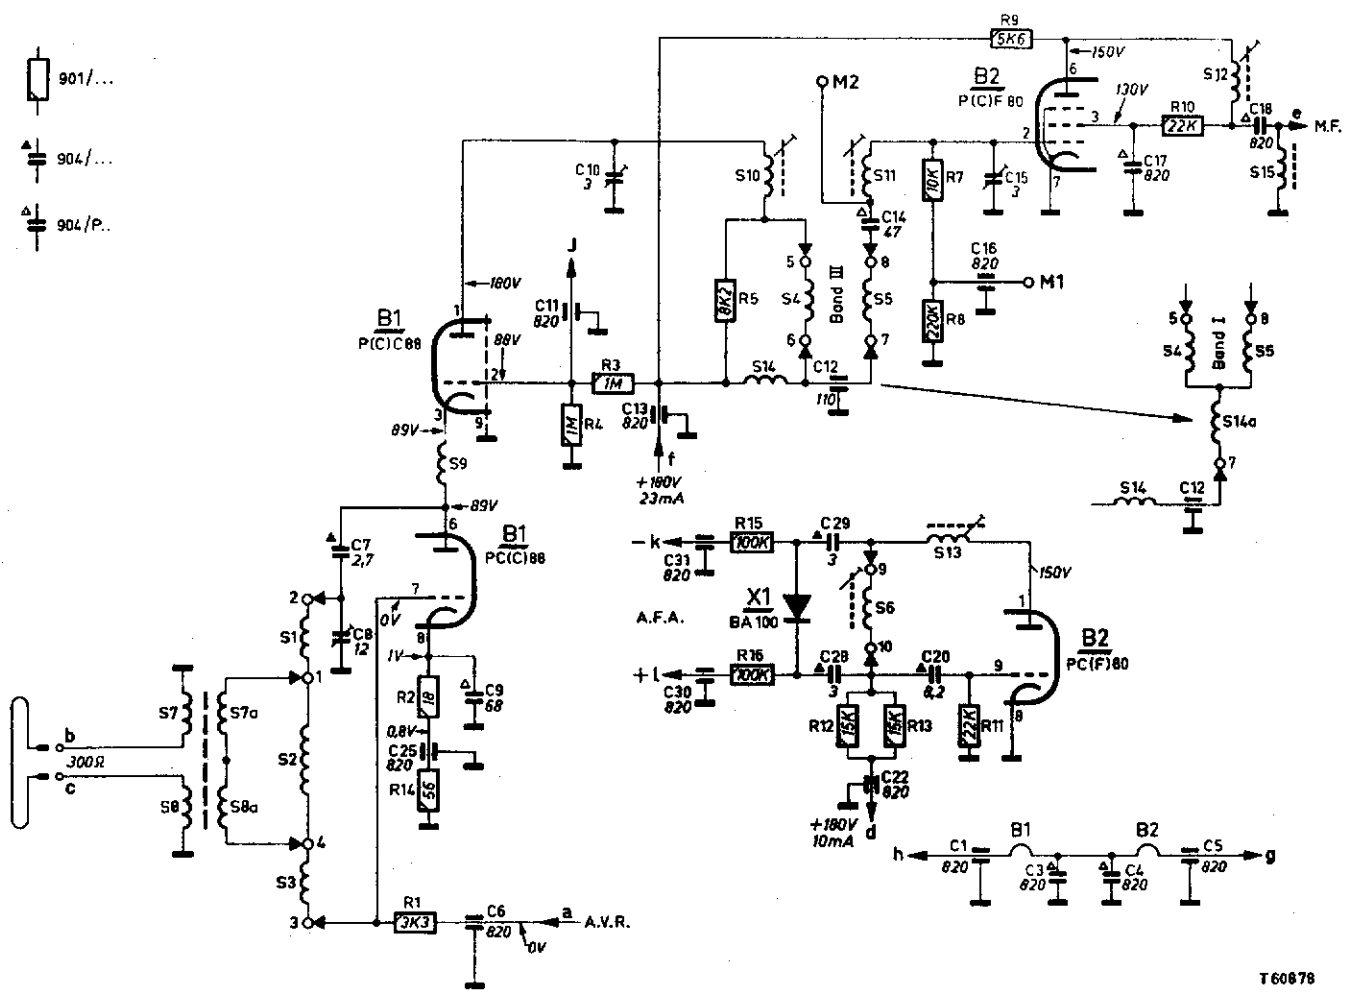 R9
5K6
150V
6
B2
P(C)F 80
S12
M2
901/...
130V
R10
22K
C18
e
M.F.
820
3
2
904/...
C10
3
S10
S11
R7
10K
C15
3
7
C17
820
S15
904/P..
C14
47
J
5
8
C16
820
M1
180V
1
C11
820
8K2
R5
S4
Band III
S5
220K
R8
B1
P(C)C88
88V
6
7
5
8
S4
Band I
S5
2
R3
1M
S14
C12
110
3
9
89V
1M
R4
C13
820
S14a
S9
f
+180V
23mA
7
S14
C12
89V
6
B1
PC(C)88
C7
2,7
R15
100K
C29
3
S13
-k
C31
820
9
150V
7
X1
BA 100
S6
1
2
0V
A.F.A.
S1
C8
12
8
10
B2
PC(F)80
1V
R16
100K
C28
3
C20
8,2
9
+l
C30
820
1
R2
18
C9
68
S7
S7a
R12
15K
15K
R13
22K
R11
8
b
0,8V
C25
820
300Ω
S2
c
R14
56
C22
820
S8
S8a
+180V
10mA
d
4
h
C1
820
B1
B2
C5
820
g
C3
820
C4
820
S3
R1
3K3
C6
820
a
A.V.R.
3
0V
T60878